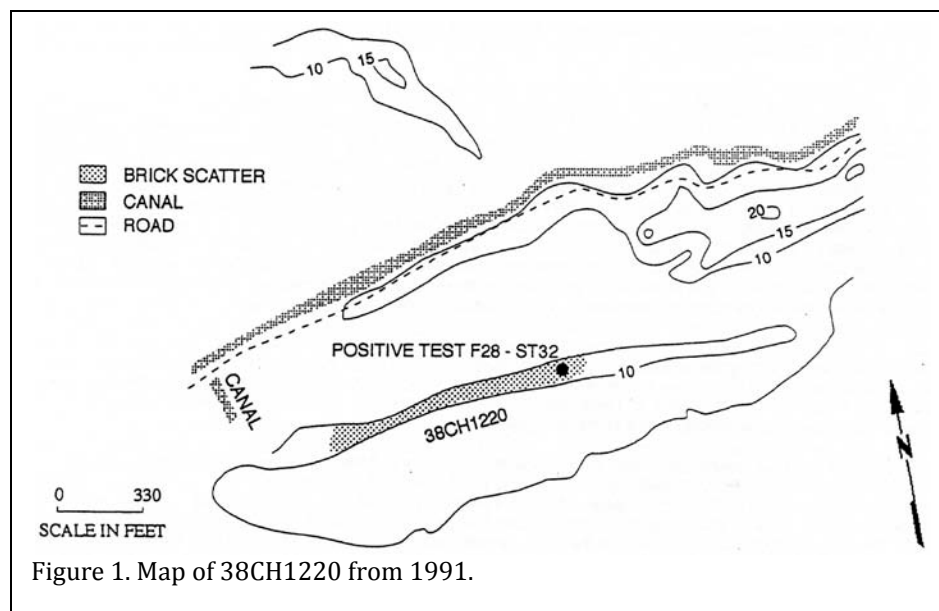 10
15
BRICK SCATTER
CANAL
ROAD
20
15
10
POSITIVE TEST F28 - ST32
10
CANAL
38CH1220
N
0 330
SCALE IN FEET
Figure 1. Map of 38CH1220 from 1991.